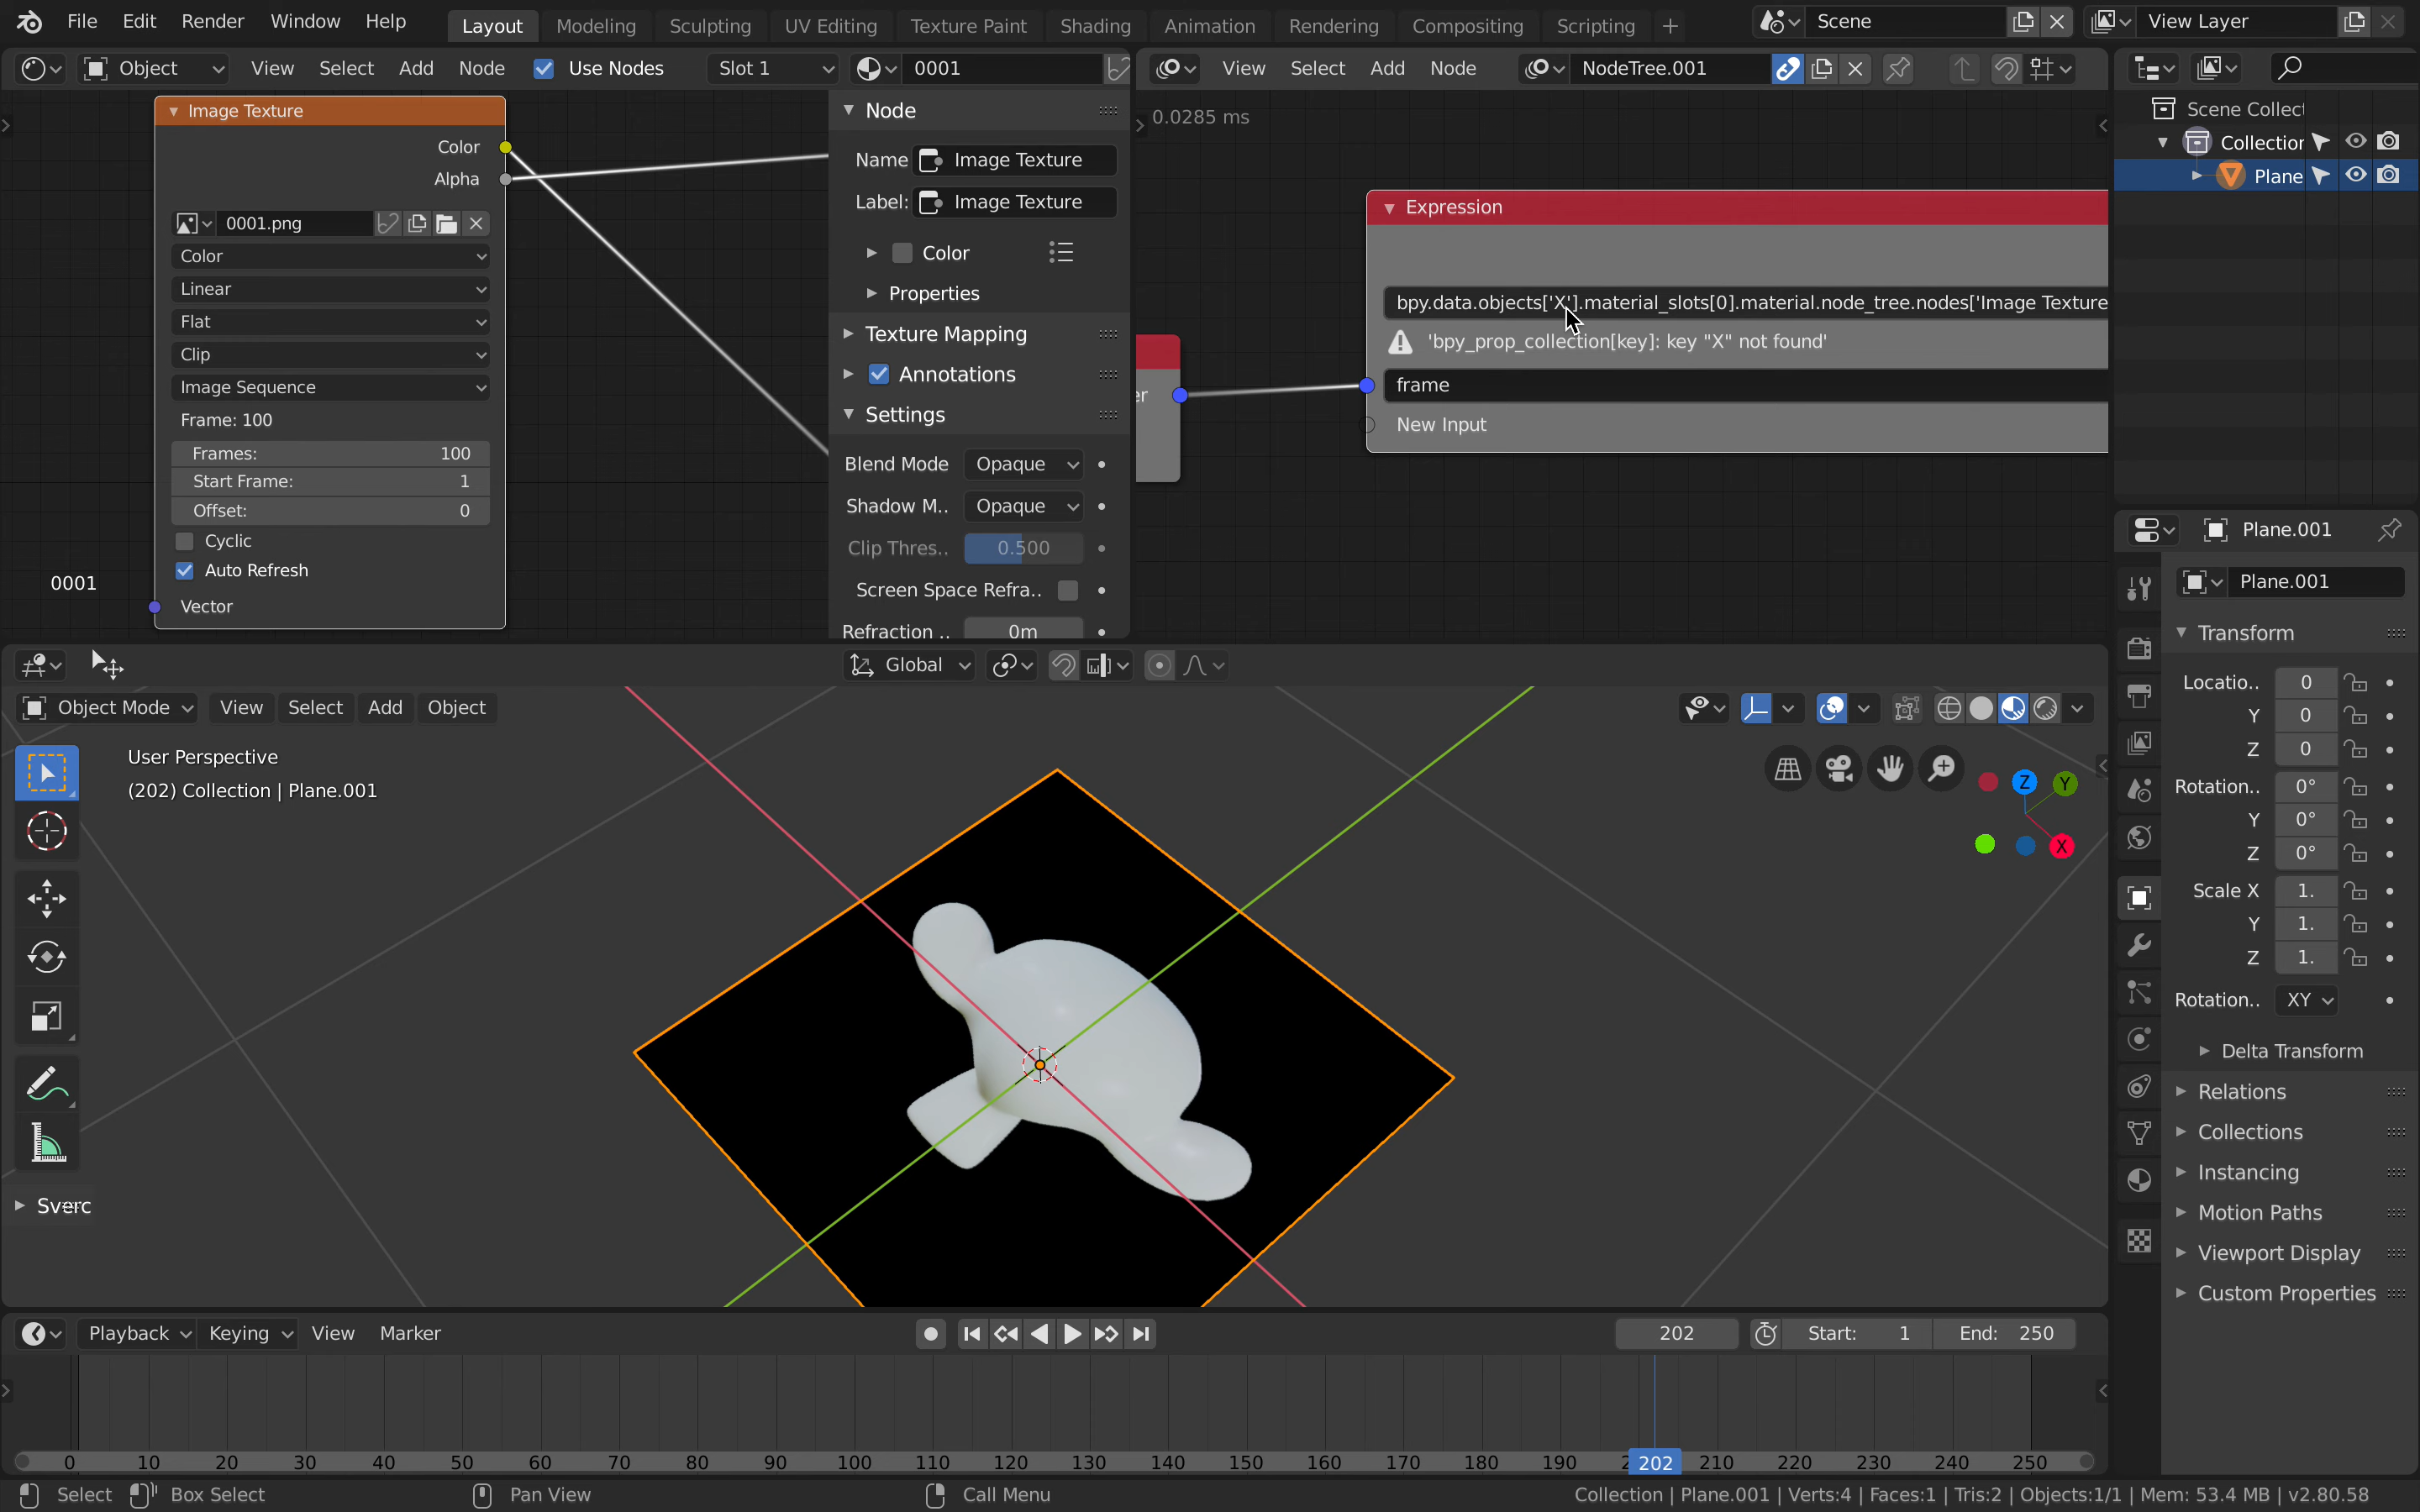 File Edit Render Window Help Layout Modeling Sculpting UV Editing Texture Paint Shading Animation Rendering Compositing Scripting + Scene View Layer
Object View Select Add Node Use Nodes Slot 1 0001
View Select Add Node NodeTree.001
Image Texture
Color
Alpha
0001.png
Color
Linear
Flat
Clip
Image Sequence
Frame: 100
Frames: 100
Start Frame: 1
Offset: 0
Cyclic
Auto Refresh
Vector
0001
Node
Name Image Texture
Label: Image Texture
Color
Properties
Texture Mapping
Annotations
Settings
Blend Mode Opaque
Shadow M.. Opaque
Clip Thres.. 0.500
Screen Space Refra..
Refraction .. 0m
0.0285 ms
er
Expression
bpy.data.objects['X'].material_slots[0].material.node_tree.nodes['Image Texture
'bpy_prop_collection[key]: key "X" not found'
frame
New Input
Scene Collect
Collection
Plane
Global
Object Mode View Select Add Object
User Perspective
(202) Collection | Plane.001
Z Y
X
Sverc
Plane.001
Plane.001
Transform
Locatio.. 0
Y 0
Z 0
Rotation.. 0°
Y 0°
Z 0°
Scale X 1.
Y 1.
Z 1.
Rotation.. XY
Delta Transform
Relations
Collections
Instancing
Motion Paths
Viewport Display
Custom Properties
Playback Keying View Marker 202 Start: 1 End: 250
0 10 20 30 40 50 60 70 80 90 100 110 120 130 140 150 160 170 180 190 202 210 220 230 240 250
Select Box Select Pan View Call Menu Collection | Plane.001 | Verts:4 | Faces:1 | Tris:2 | Objects:1/1 | Mem: 53.4 MB | v2.80.58